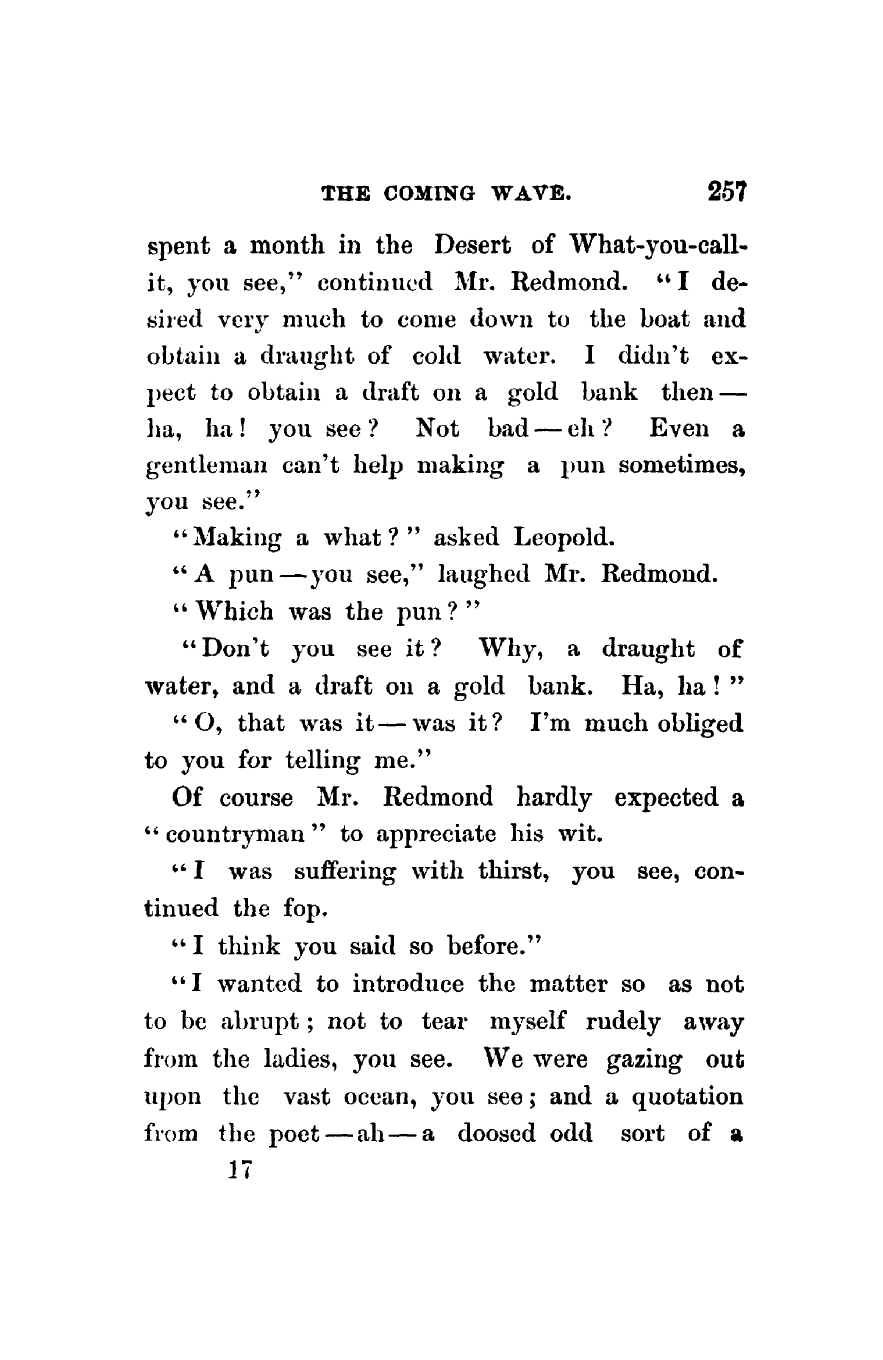 THE COMING WAVE. 257
spent a month in the Desert of What-you-call-
it, you see,” continued Mr. Redmond. “I de-
sired very much to come down to the boat and
obtain a draught of cold water. I didn’t ex-
pect to obtain a draft on a gold bank then —
ha, ha! you see? Not bad — eh? Even a
gentleman can’t help making a pun sometimes,
you see.”
“Making a what?” asked Leopold.
“A pun — you see,” laughed Mr. Redmond.
“Which was the pun?”
“Don’t you see it? Why, a draught of
water, and a draft on a gold bank. Ha, ha!”
“O, that was it — was it? I’m much obliged
to you for telling me.”
Of course Mr. Redmond hardly expected a
“countryman” to appreciate his wit.
“I was suffering with thirst, you see, con-
tinued the fop.
“I think you said so before.”
“I wanted to introduce the matter so as not
to be abrupt; not to tear myself rudely away
from the ladies, you see. We were gazing out
upon the vast ocean, you see; and a quotation
from the poet — ah — a doosed odd sort of a
17